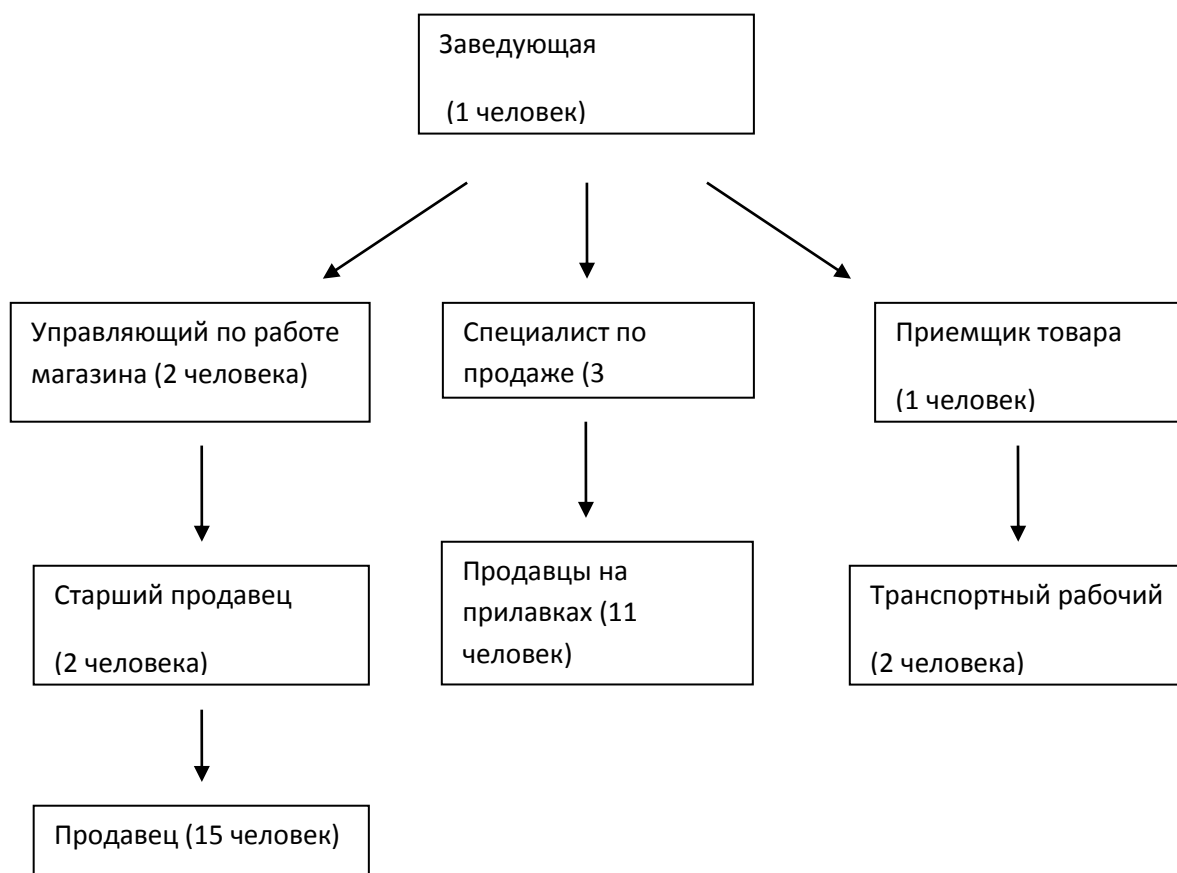 Заведующая
(1 человек)
Управляющий по работе
магазина (2 человека)
Специалист по
продаже (3
Приемщик товара
(1 человек)
Старший продавец
(2 человека)
Продавцы на
прилавках (11
человек)
Транспортный рабочий
(2 человека)
Продавец (15 человек)